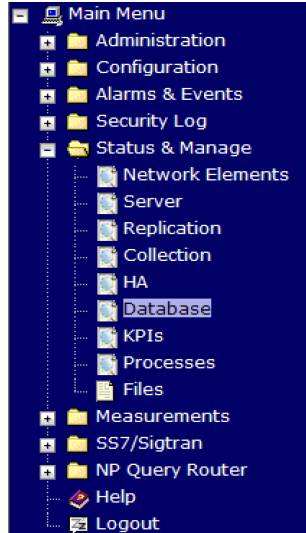 Main Menu
Administration
Configuration
Alarms & Events
Security Log
Status & Manage
Network Elements
Server
Replication
Collection
HA
Database
KPIs
Processes
Files
Measurements
SS7/Sigtran
NP Query Router
Help
Logout